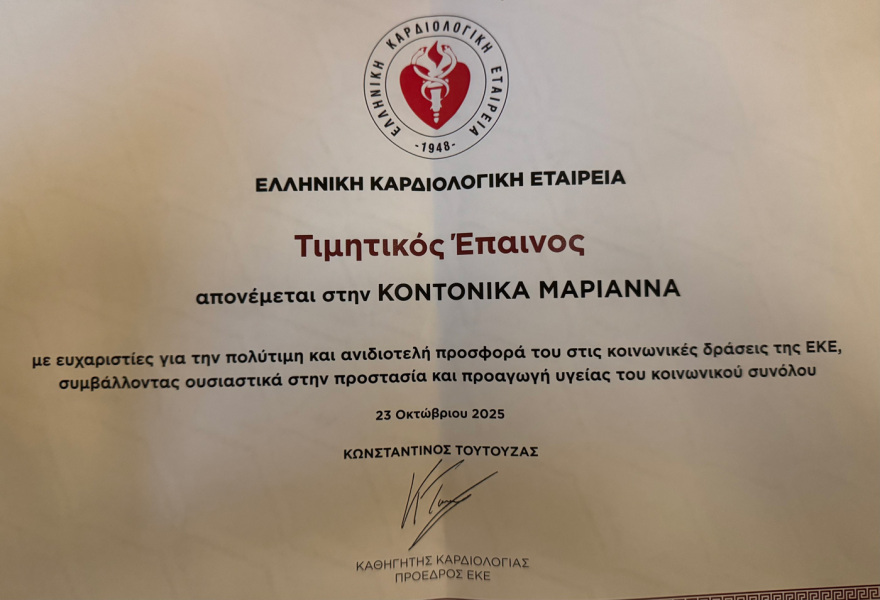 ΕΛΛΗΝΙΚΗ ΚΑΡΔΙΟΛΟΓΙΚΗ ΕΤΑΙΡΕΙΑ
-1948-
ΕΛΛΗΝΙΚΗ ΚΑΡΔΙΟΛΟΓΙΚΗ ΕΤΑΙΡΕΙΑ
Τιμητικός Έπαινος
απονέμεται στην ΚΟΝΤΟΝΙΚΑ ΜΑΡΙΑΝΝΑ
με ευχαριστίες για την πολύτιμη και ανιδιοτελή προσφορά του στις κοινωνικές δράσεις της ΕΚΕ,
συμβάλλοντας ουσιαστικά στην προστασία και προαγωγή υγείας του κοινωνικού συνόλου
23 Οκτώβριου 2025
ΚΩΝΣΤΑΝΤΙΝΟΣ ΤΟΥΤΟΥΖΑΣ
ΚΑΘΗΓΗΤΗΣ ΚΑΡΔΙΟΛΟΓΙΑΣ
ΠΡΟΕΔΡΟΣ ΕΚΕ